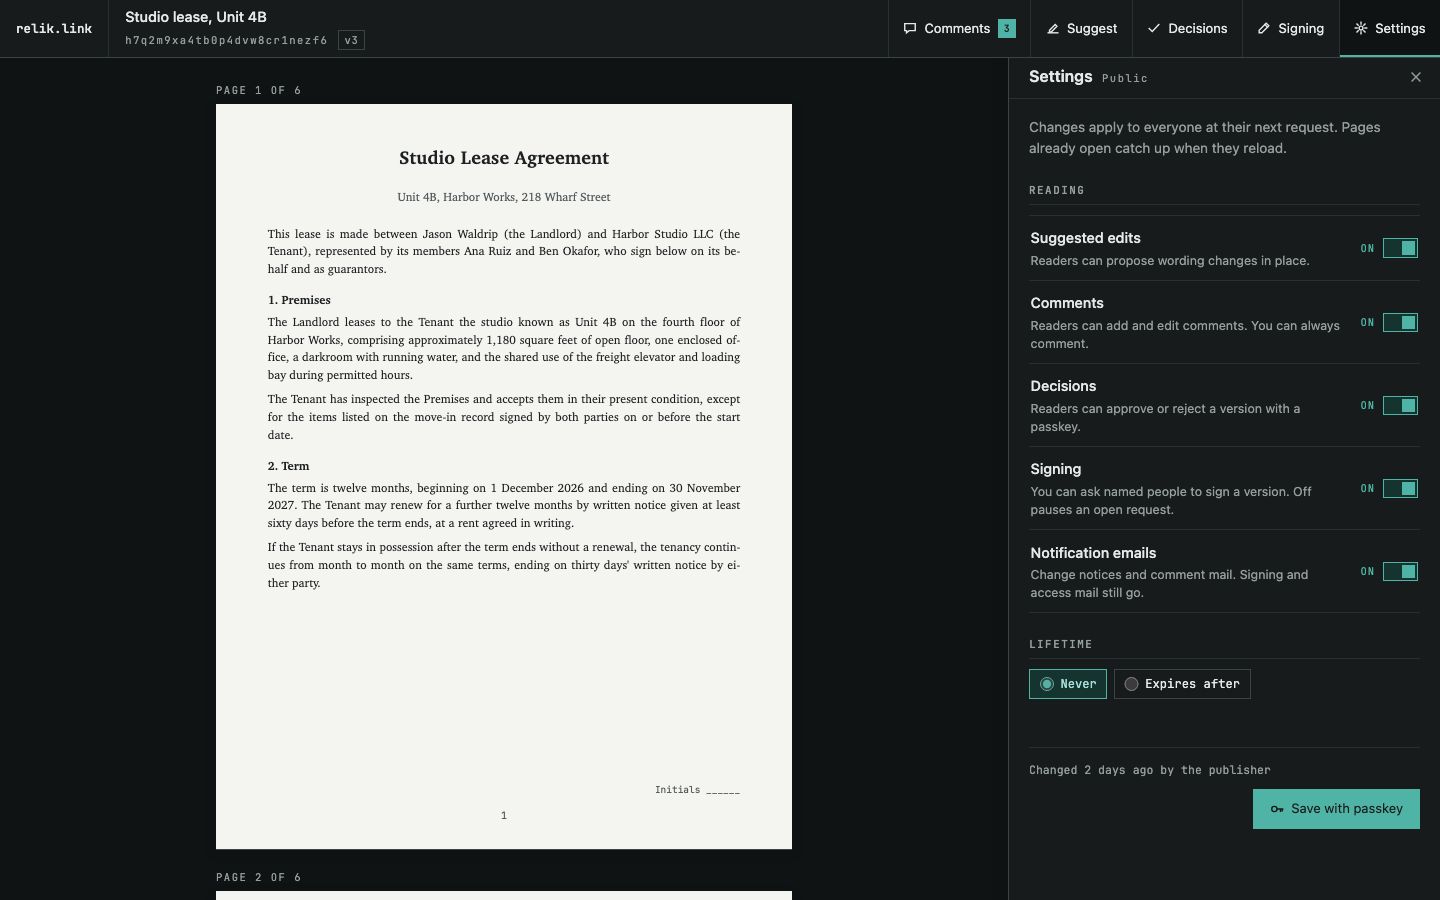 relik.link
Studio lease, Unit 4B
h7q2m9xa4tb0p4dvw8cr1nezf6 v3
Comments 3
Suggest
Decisions
Signing
Settings
PAGE 1 OF 6
Studio Lease Agreement
Unit 4B, Harbor Works, 218 Wharf Street
This lease is made between Jason Waldrip (the Landlord) and Harbor Studio LLC (the
Tenant), represented by its members Ana Ruiz and Ben Okafor, who sign below on its be-
half and as guarantors.
1. Premises
The Landlord leases to the Tenant the studio known as Unit 4B on the fourth floor of
Harbor Works, comprising approximately 1,180 square feet of open floor, one enclosed of-
fice, a darkroom with running water, and the shared use of the freight elevator and loading
bay during permitted hours.
The Tenant has inspected the Premises and accepts them in their present condition, except
for the items listed on the move-in record signed by both parties on or before the start
date.
2. Term
The term is twelve months, beginning on 1 December 2026 and ending on 30 November
2027. The Tenant may renew for a further twelve months by written notice given at least
sixty days before the term ends, at a rent agreed in writing.
If the Tenant stays in possession after the term ends without a renewal, the tenancy contin-
ues from month to month on the same terms, ending on thirty days' written notice by ei-
ther party.
Initials ______
1
PAGE 2 OF 6
Settings Public
Changes apply to everyone at their next request. Pages
already open catch up when they reload.
READING
Suggested edits
Readers can propose wording changes in place.
ON
Comments
Readers can add and edit comments. You can always
comment.
ON
Decisions
Readers can approve or reject a version with a
passkey.
ON
Signing
You can ask named people to sign a version. Off
pauses an open request.
ON
Notification emails
Change notices and comment mail. Signing and
access mail still go.
ON
LIFETIME
Never
Expires after
Changed 2 days ago by the publisher
Save with passkey